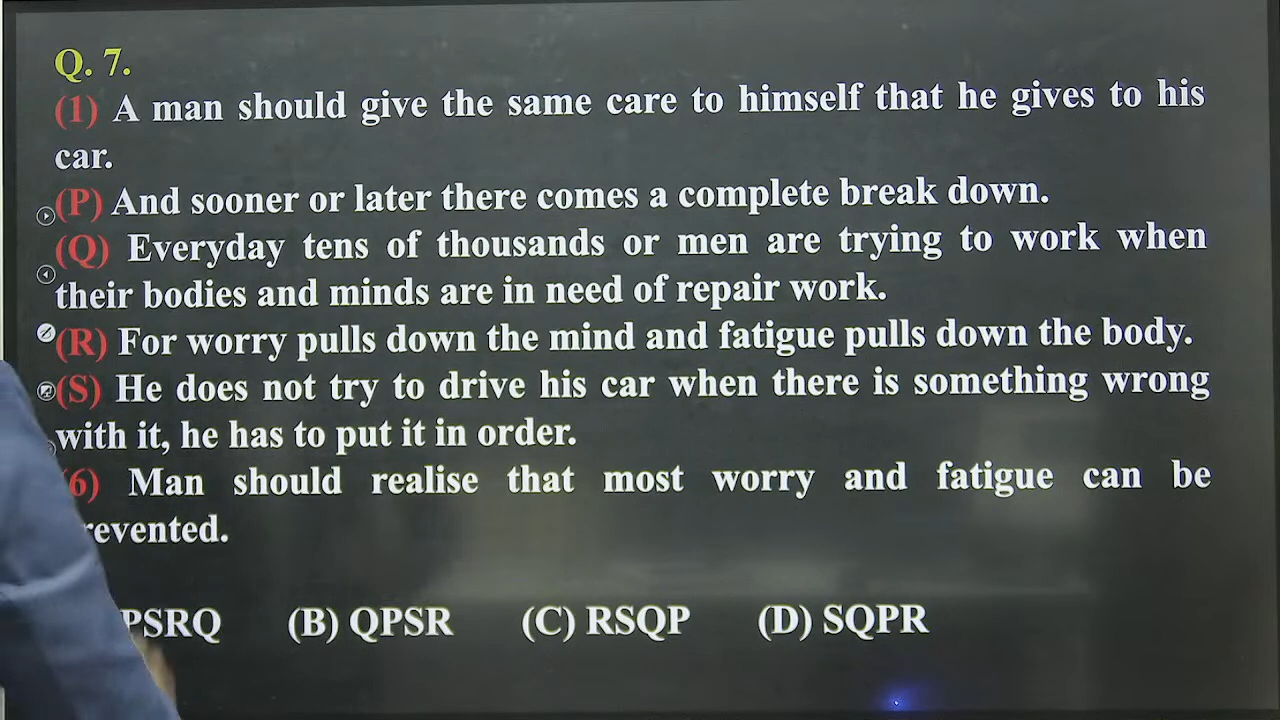 Q. 7.
(1) A man should give the same care to himself that he gives to his
car.
(P) And sooner or later there comes a complete break down.
(Q) Everyday tens of thousands or men are trying to work when
their bodies and minds are in need of repair work.
(R) For worry pulls down the mind and fatigue pulls down the body.
(S) He does not try to drive his car when there is something wrong
with it, he has to put it in order.
6) Man should realise that most worry and fatigue can be
revented.
PSRQ (B) QPSR (C) RSQP (D) SQPR